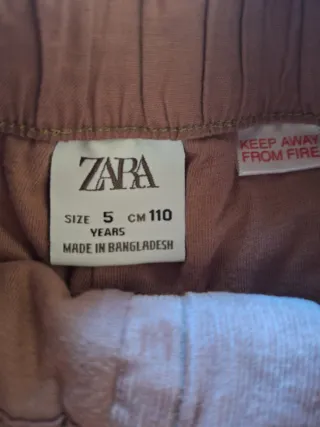 ZARA
SIZE 5 CM 110
YEARS
MADE IN BANGLADESH
KEEP AWAY
FROM FIRE